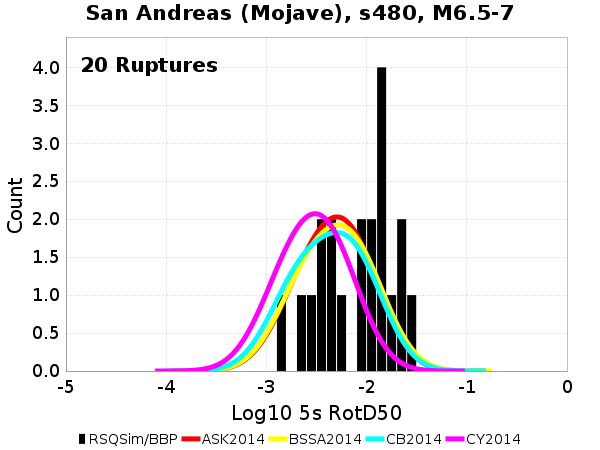 San Andreas (Mojave), s480, M6.5-7
20 Ruptures
Count
4.0
3.5
3.0
2.5
2.0
1.5
1.0
0.5
0.0
-5 -4 -3 -2 -1 0
Log10 5s RotD50
RSQSim/BBP ASK2014 BSSA2014 CB2014 CY2014